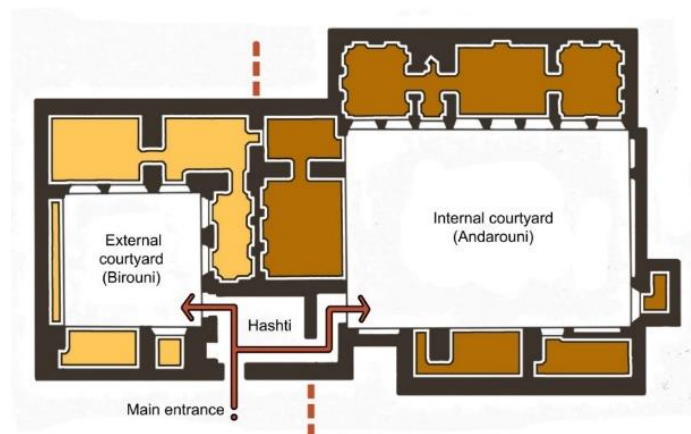 Internal courtyard
(Andarouni)
External
courtyard
(Birouni)
Hashti
Main entrance